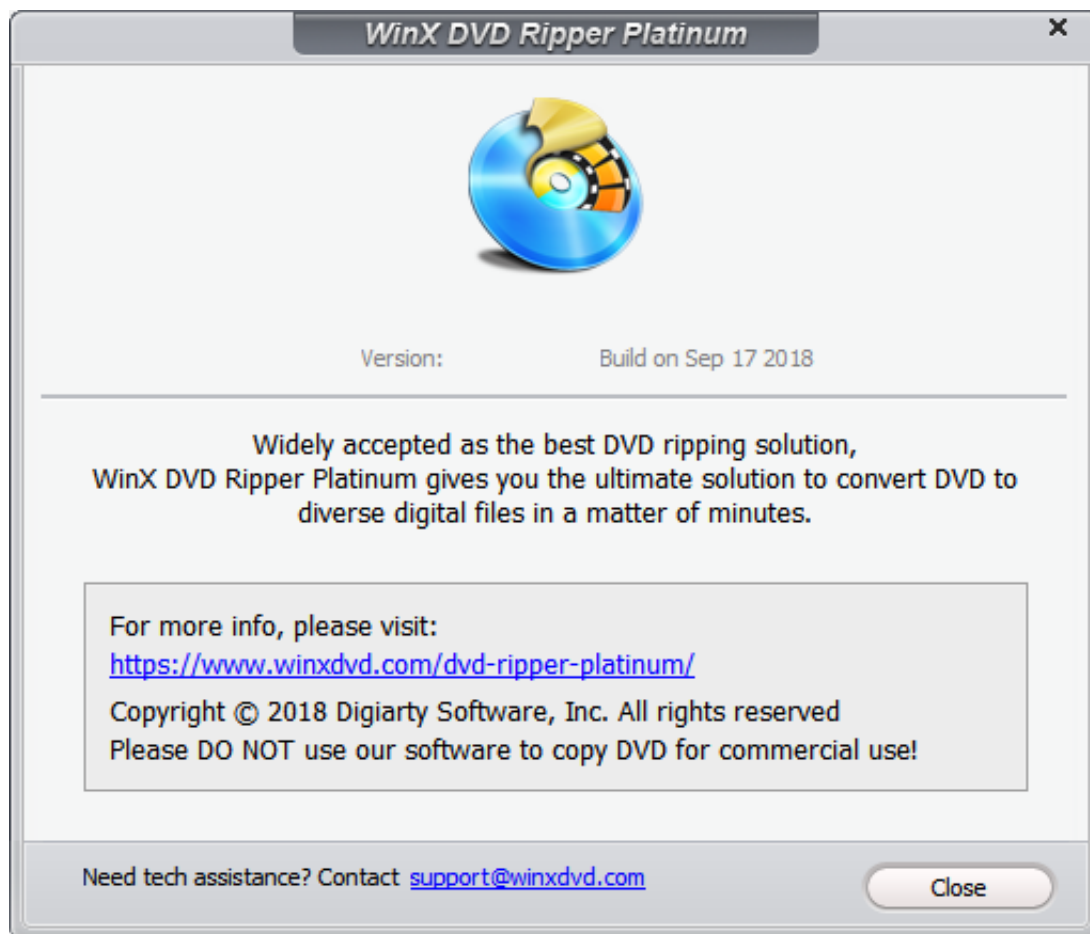 WinX DVD Ripper Platinum
Version: Build on Sep 17 2018
Widely accepted as the best DVD ripping solution,
WinX DVD Ripper Platinum gives you the ultimate solution to convert DVD to
diverse digital files in a matter of minutes.
For more info, please visit:
https://www.winxdvd.com/dvd-ripper-platinum/
Copyright © 2018 Digiarty Software, Inc. All rights reserved
Please DO NOT use our software to copy DVD for commercial use!
Need tech assistance? Contact support@winxdvd.com
Close